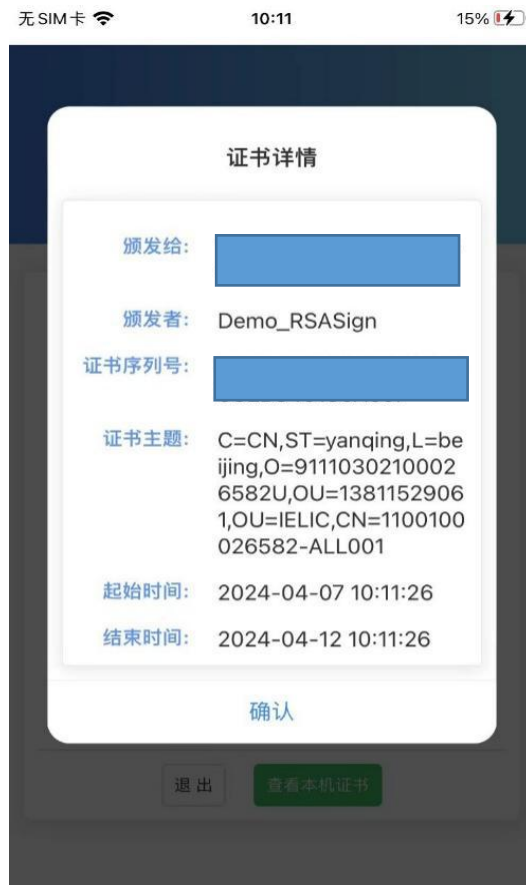 无SIM卡 10:11 15%
证书详情
颁发给:
颁发者: Demo_RSASign
证书序列号:
证书主题: C=CN,ST=yanqing,L=be
ijing,O=9111030210002
6582U,OU=1381152906
1,OU=IELIC,CN=1100100
026582-ALL001
起始时间: 2024-04-07 10:11:26
结束时间: 2024-04-12 10:11:26
确认
退出 查看本机证书